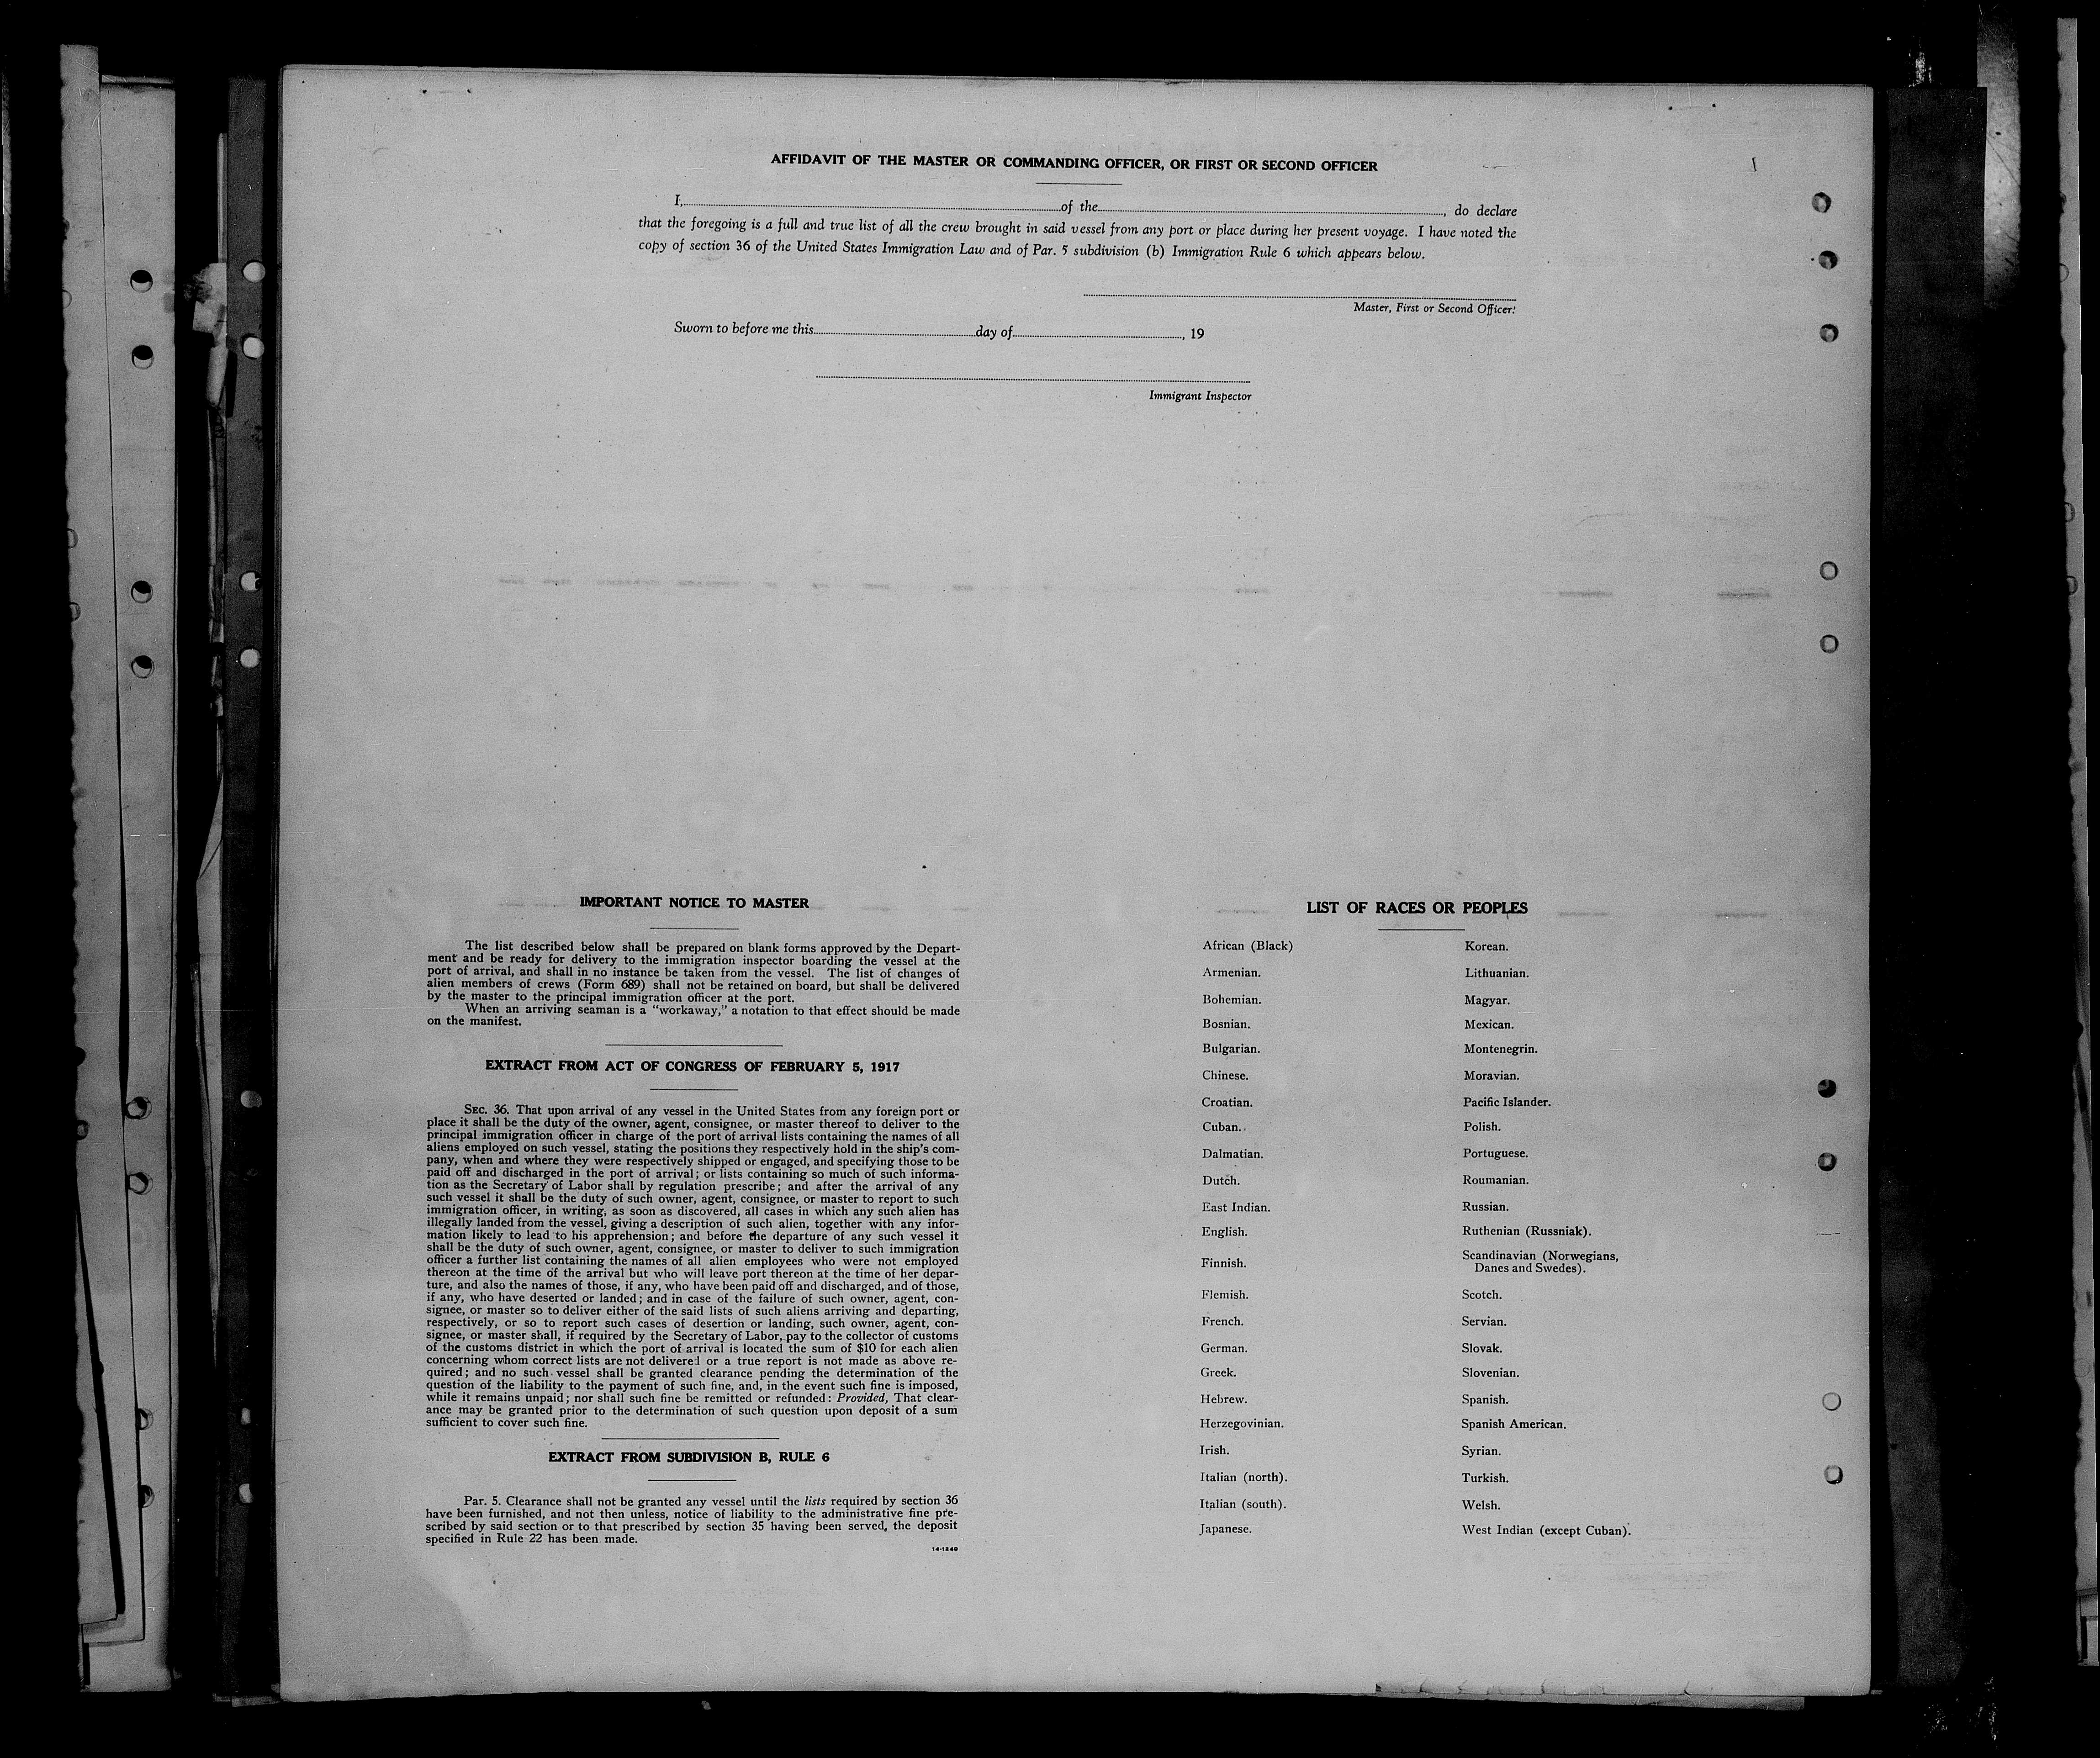 AFFIDAVIT OF THE MASTER OR COMMANDING OFFICER, OR FIRST OR SECOND OFFICER
I, of the , do declare
that the foregoing is a full and true list of all the crew brought in said vessel from any port or place during her present voyage. I have noted the
copy of section 36 of the United States Immigration Law and of Par. 5 subdivision (b) Immigration Rule 6 which appears below.
Master, First or Second Officer.
Sworn to before me this day of , 19
Immigrant Inspector
IMPORTANT NOTICE TO MASTER
The list described below shall be prepared on blank forms approved by the Depart-
ment and be ready for delivery to the immigration inspector boarding the vessel at the
port of arrival, and shall in no instance be taken from the vessel. The list of changes of
alien members of crews (Form 689) shall not be retained on board, but shall be delivered
by the master to the principal immigration officer at the port.
When an arriving seaman is a "workaway," a notation to that effect should be made
on the manifest.
EXTRACT FROM ACT OF CONGRESS OF FEBRUARY 5, 1917
SEC. 36. That upon arrival of any vessel in the United States from any foreign port or
place it shall be the duty of the owner, agent, consignee, or master thereof to deliver to the
principal immigration officer in charge of the port of arrival lists containing the names of all
aliens employed on such vessel, stating the positions they respectively hold in the ship's com-
pany, when and where they were respectively shipped or engaged, and specifying those to be
paid off and discharged in the port of arrival; or lists containing so much of such informa-
tion as the Secretary of Labor shall by regulation prescribe; and after the arrival of any
such vessel it shall be the duty of such owner, agent, consignee, or master to report to such
immigration officer, in writing, as soon as discovered, all cases in which any such alien has
illegally landed from the vessel, giving a description of such alien, together with any infor-
mation likely to lead to his apprehension; and before the departure of any such vessel it
shall be the duty of such owner, agent, consignee, or master to deliver to such immigration
officer a further list containing the names of all alien employees who were not employed
thereon at the time of the arrival but who will leave port thereon at the time of her depar-
ture, and also the names of those, if any, who have been paid off and discharged, and of those,
if any, who have deserted or landed; and in case of the failure of such owner, agent, con-
signee, or master so to deliver either of the said lists of such aliens arriving and departing,
respectively, or so to report such cases of desertion or landing, such owner, agent, con-
signee, or master shall, if required by the Secretary of Labor, pay to the collector of customs
of the customs district in which the port of arrival is located the sum of $10 for each alien
concerning whom correct lists are not delivered or a true report is not made as above re-
quired; and no such vessel shall be granted clearance pending the determination of the
question of the liability to the payment of such fine, and, in the event such fine is imposed,
while it remains unpaid; nor shall such fine be remitted or refunded: Provided, That clear-
ance may be granted prior to the determination of such question upon deposit of a sum
sufficient to cover such fine.
EXTRACT FROM SUBDIVISION B, RULE 6
Par. 5. Clearance shall not be granted any vessel until the lists required by section 36
have been furnished, and not then unless, notice of liability to the administrative fine pre-
scribed by said section or to that prescribed by section 35 having been served, the deposit
specified in Rule 22 has been made.
14-1240
LIST OF RACES OR PEOPLES
African (Black)
Armenian.
Bohemian.
Bosnian.
Bulgarian.
Chinese.
Croatian.
Cuban.
Dalmatian.
Dutch.
East Indian.
English.
Finnish.
Flemish.
French.
German.
Greek.
Hebrew.
Herzegovinian.
Irish.
Italian (north).
Italian (south).
Japanese.
Korean.
Lithuanian.
Magyar.
Mexican.
Montenegrin.
Moravian.
Pacific Islander.
Polish.
Portuguese.
Roumanian.
Russian.
Ruthenian (Russniak).
Scandinavian (Norwegians,
Danes and Swedes).
Scotch.
Servian.
Slovak.
Slovenian.
Spanish.
Spanish American.
Syrian.
Turkish.
Welsh.
West Indian (except Cuban).